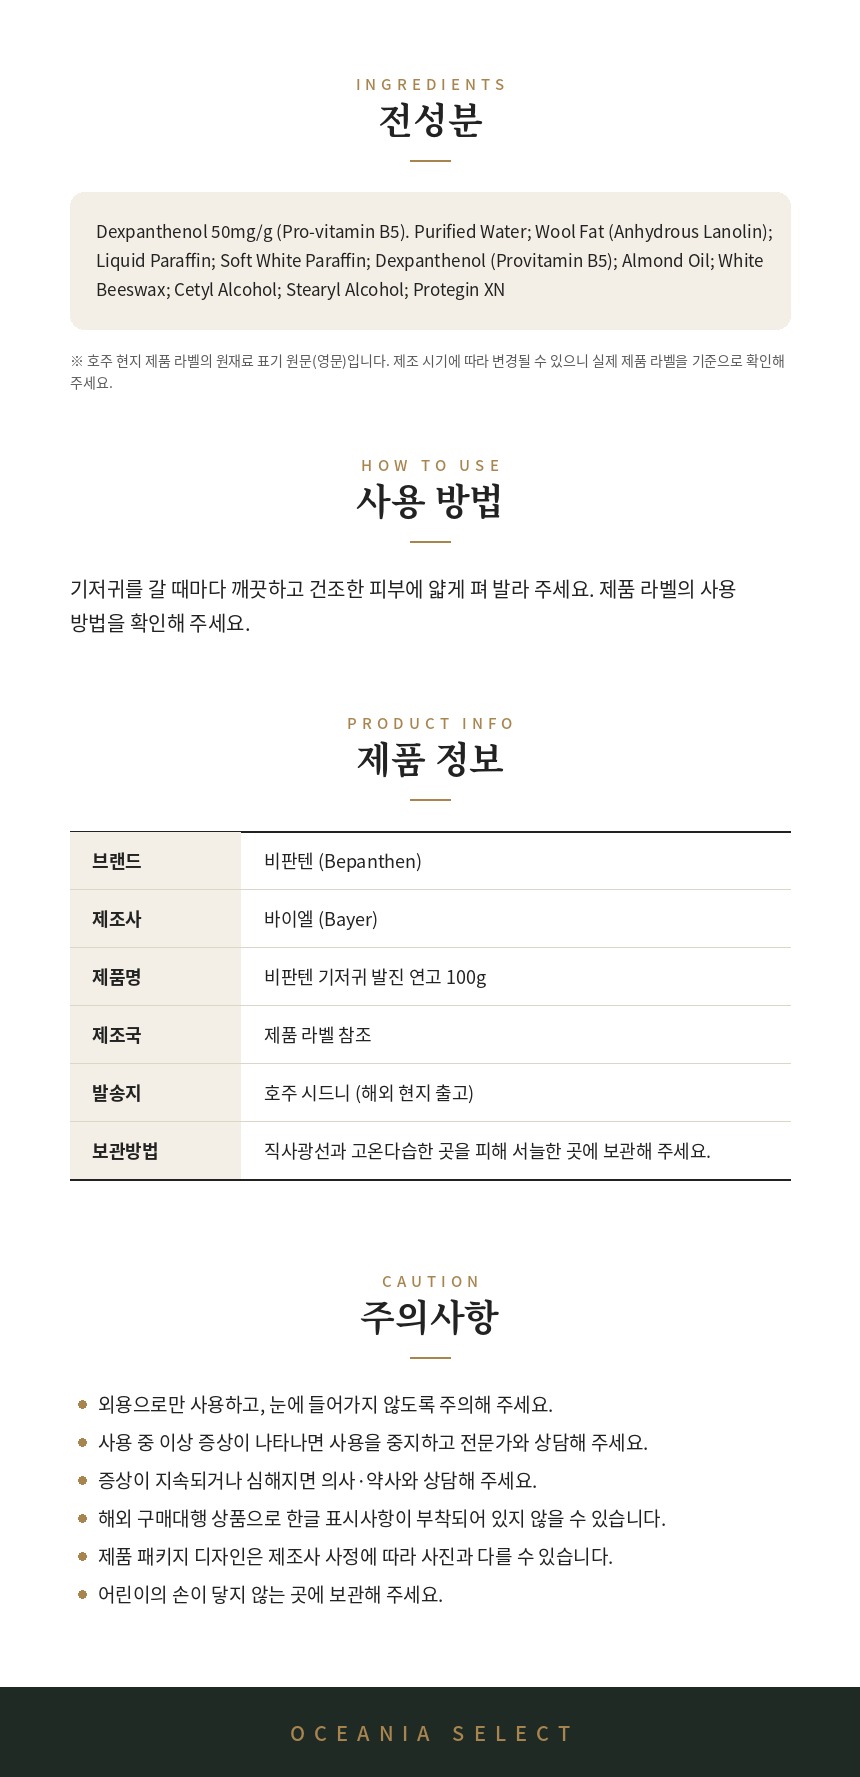 INGREDIENTS
전성분
Dexpanthenol 50mg/g (Pro-vitamin B5). Purified Water; Wool Fat (Anhydrous Lanolin);
Liquid Paraffin; Soft White Paraffin; Dexpanthenol (Provitamin B5); Almond Oil; White
Beeswax; Cetyl Alcohol; Stearyl Alcohol; Protegin XN
※ 호주 현지 제품 라벨의 원재료 표기 원문(영문)입니다. 제조 시기에 따라 변경될 수 있으니 실제 제품 라벨을 기준으로 확인해
주세요.
HOW TO USE
사용 방법
기저귀를 갈 때마다 깨끗하고 건조한 피부에 얇게 펴 발라 주세요. 제품 라벨의 사용
방법을 확인해 주세요.
PRODUCT INFO
제품 정보
브랜드 비판텐 (Bepanthen)
제조사 바이엘 (Bayer)
제품명 비판텐 기저귀 발진 연고 100g
제조국 제품 라벨 참조
발송지 호주 시드니 (해외 현지 출고)
보관방법 직사광선과 고온다습한 곳을 피해 서늘한 곳에 보관해 주세요.
CAUTION
주의사항
외용으로만 사용하고, 눈에 들어가지 않도록 주의해 주세요.
사용 중 이상 증상이 나타나면 사용을 중지하고 전문가와 상담해 주세요.
증상이 지속되거나 심해지면 의사·약사와 상담해 주세요.
해외 구매대행 상품으로 한글 표시사항이 부착되어 있지 않을 수 있습니다.
제품 패키지 디자인은 제조사 사정에 따라 사진과 다를 수 있습니다.
어린이의 손이 닿지 않는 곳에 보관해 주세요.
OCEANIA SELECT